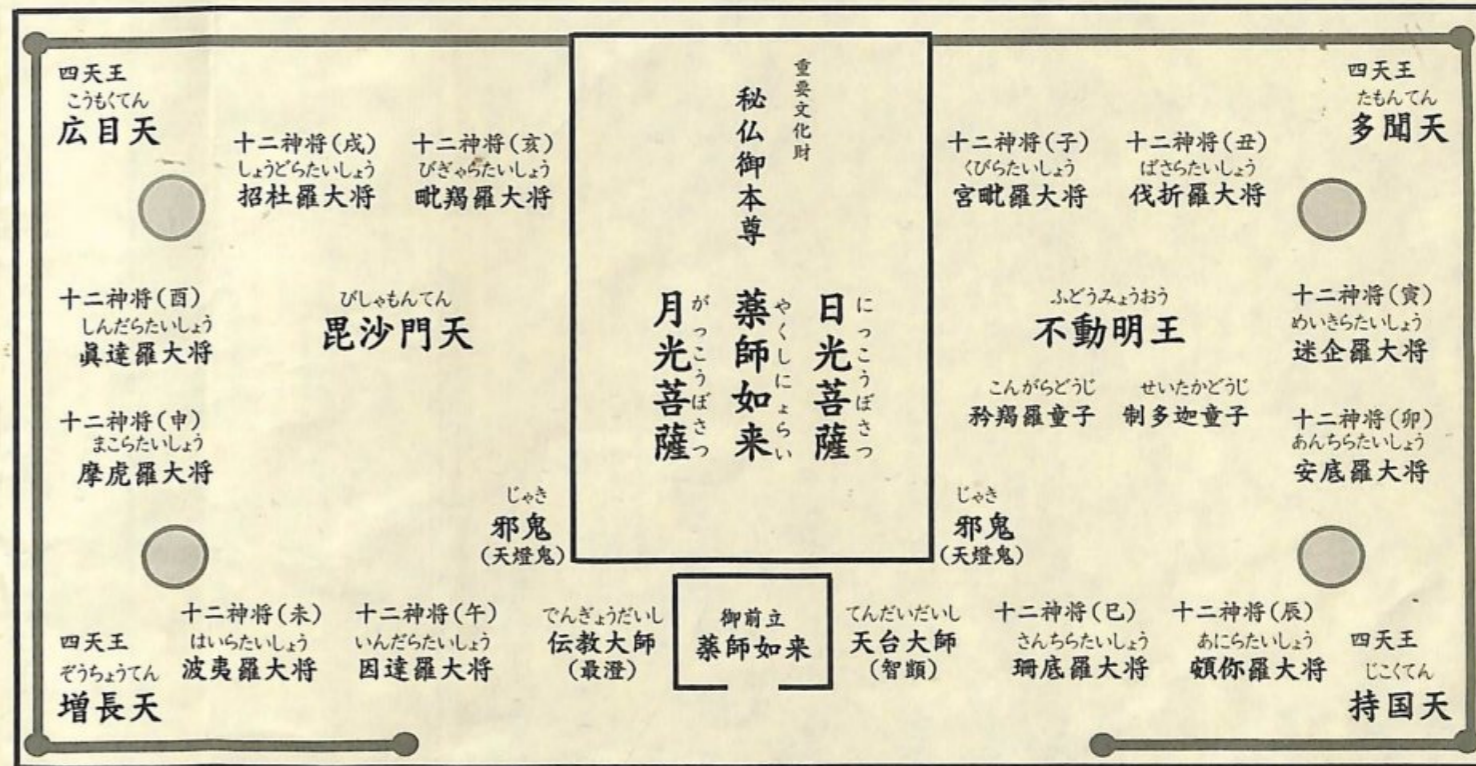 四天王
こうもくてん
広目天
十二神将(戌)
しょうどらたいしょう
招杜羅大将
十二神将(亥)
びぎゃらたいしょう
毗羯羅大将
重要文化財
秘仏御本尊
にっこうぼさつ
日光菩薩
やくしにょらい
薬師如来
がっこうぼさつ
月光菩薩
十二神将(子)
くびらたいしょう
宮毗羅大将
十二神将(丑)
ばさらたいしょう
伐折羅大将
四天王
たもんてん
多聞天
十二神将(酉)
しんだらたいしょう
眞達羅大将
びしゃもんてん
毘沙門天
ふどうみょうおう
不動明王
十二神将(寅)
めいきらたいしょう
迷企羅大将
こんがらどうじ
矜羯羅童子
せいたかどうじ
制多迦童子
十二神将(申)
まこらたいしょう
摩虎羅大将
十二神将(卯)
あんちらたいしょう
安底羅大将
じゃき
邪鬼
(天燈鬼)
じゃき
邪鬼
(天燈鬼)
四天王
ぞうちょうてん
増長天
十二神将(未)
はいらたいしょう
波夷羅大将
十二神将(午)
いんだらたいしょう
因達羅大将
でんぎょうだいし
伝教大師
(最澄)
御前立
薬師如来
てんだいだいし
天台大師
(智顗)
十二神将(巳)
さんちらたいしょう
珊底羅大将
十二神将(辰)
あにらたいしょう
頞你羅大将
四天王
じこくてん
持国天